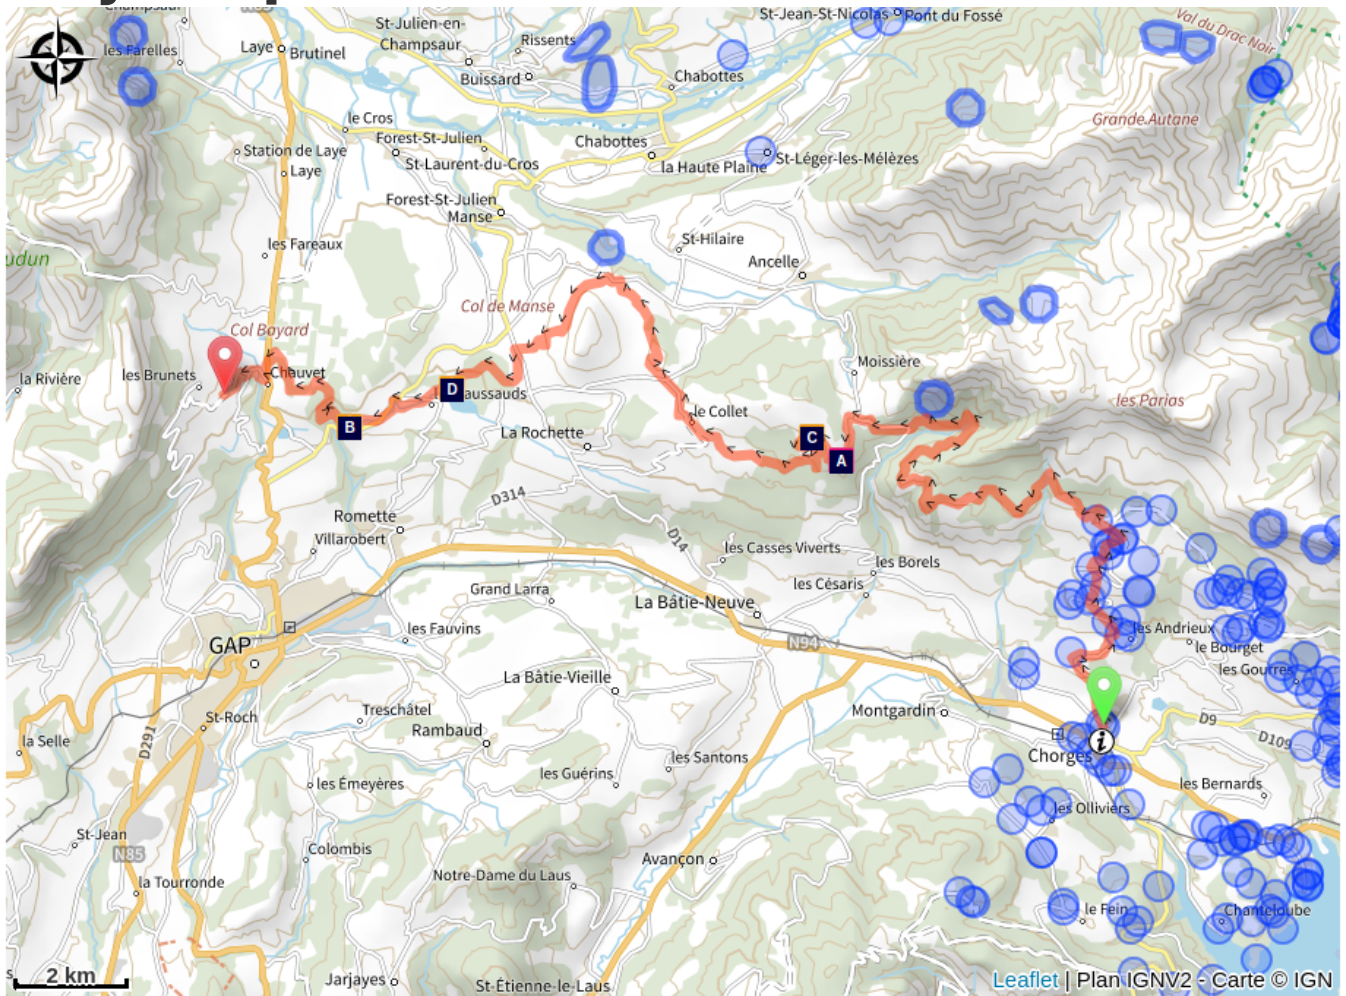 Champsaur
N85
St-Jean-St-Nicolas
Pont du Fossé
Val du Drac Noir
les Farelles
Laye
Brutinel
St-Julien-en-
Champsaur
Rissents
Buissard
Chabottes
le Cros
Grande Autane
Station de Laye
Forest-St-Julien
Chabottes
St-Laurent-du-Cros
la Haute Plaine
St-Léger-les-Mélèzes
Laye
Forest-St-Julien
Manse
les Fareaux
St-Hilaire
Ancelle
udun
Col de Manse
Col Bayard
Moissière
la Rivière
les Brunets
Chauvet
D
aussauds
les Parias
le Collet
B
La Rochette
C
A
D314
Romette
Villarobert
D14
les Casses Viverts
les Borels
Grand Larra
les Césaris
La Bâtie-Neuve
les Fauvins
N94
les Andrieux
GAP
le Bourget
les Gourres
La Bâtie-Vieille
St-Roch
Treschâtel
Montgardin
D9
Rambaud
la Selle
D291
i
D109
Chorges
les Santons
les Guérins
les Émeyères
les Bernards
les Olliviers
St-Jean
N85
Colombis
Avançon
la Tourronde
Notre-Dame du Laus
le Fein
Chanteloube
2 km
Jarjayes
St-Étienne-le-Laus
Leaflet | Plan IGNV2 - Carte © IGN